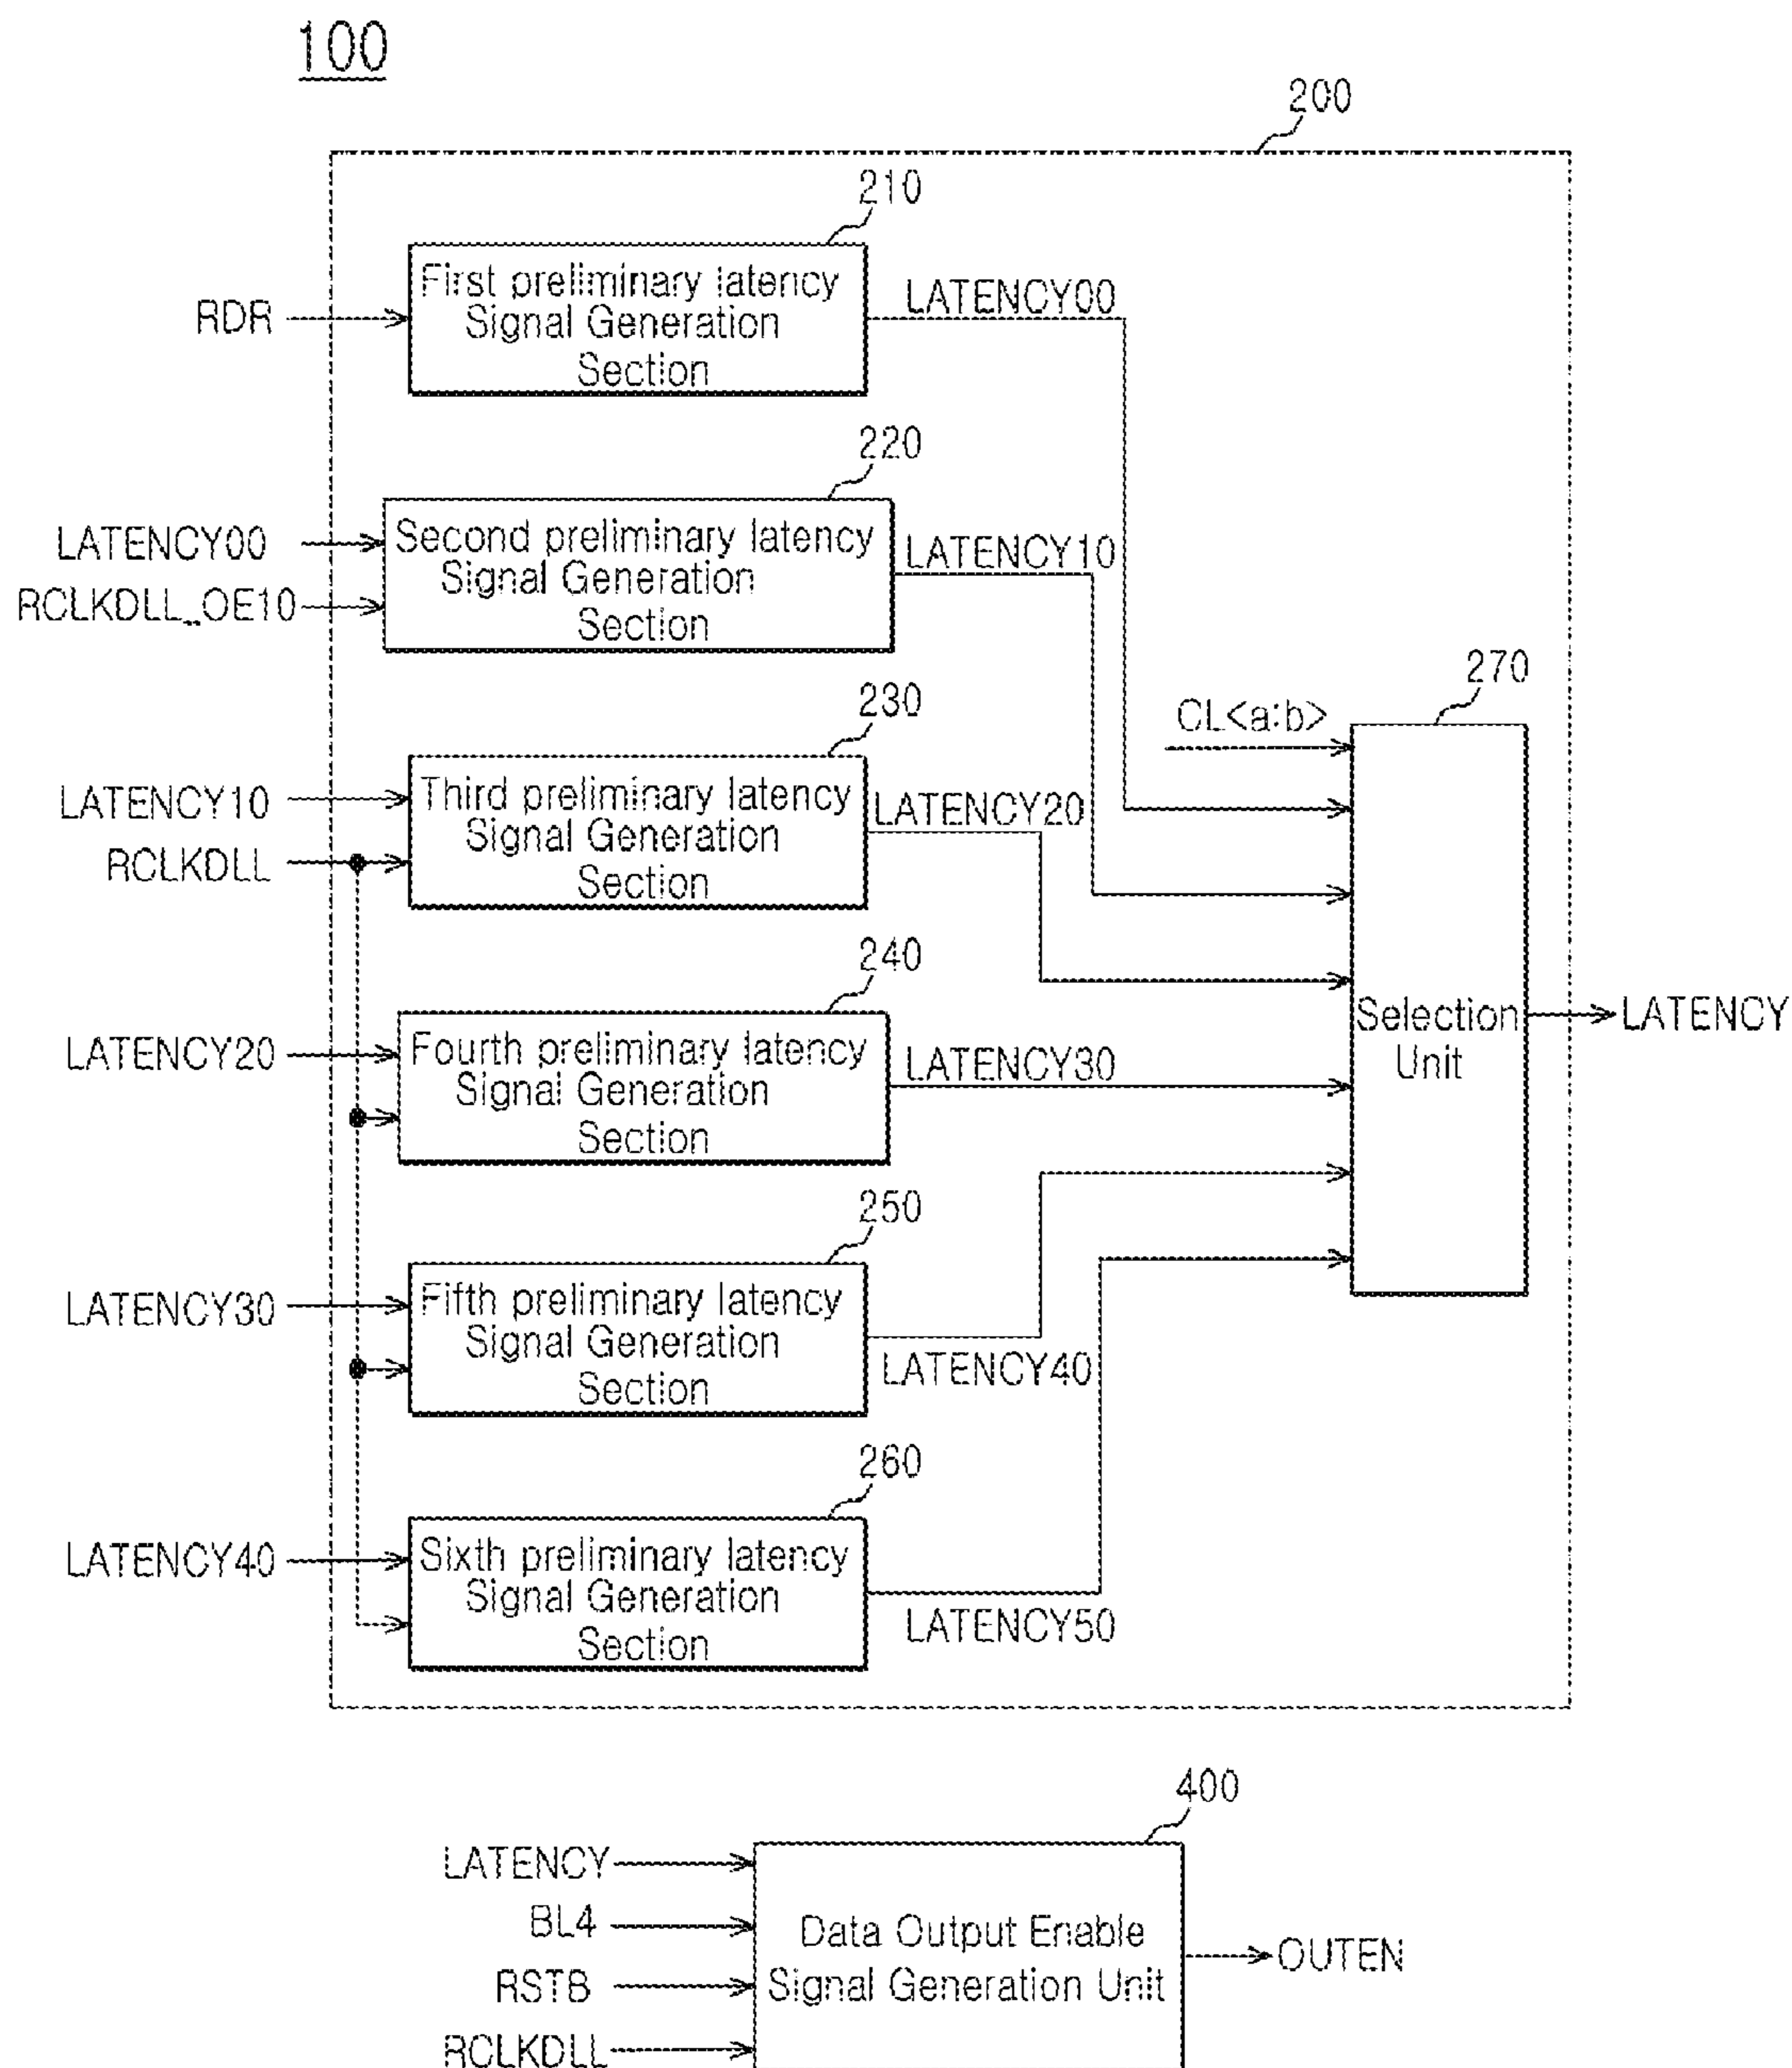 100
200
210
First preliminary latency
Signal Generation
Section
RDR
LATENCY00
220
LATENCY00
RCLKDLL_OE10
Second preliminary latency
Signal Generation
Section
LATENCY10
230
LATENCY10
RCLKDLL
Third preliminary latency
Signal Generation
Section
LATENCY20
CL<a:b>
270
Selection
Unit
LATENCY
240
LATENCY20
Fourth preliminary latency
Signal Generation
Section
LATENCY30
250
LATENCY30
Fifth preliminary latency
Signal Generation
Section
LATENCY40
260
LATENCY40
Sixth preliminary latency
Signal Generation
Section
LATENCY50
400
LATENCY
BL4
RSTB
RCLKDLL
Data Output Enable
Signal Generation Unit
OUTEN